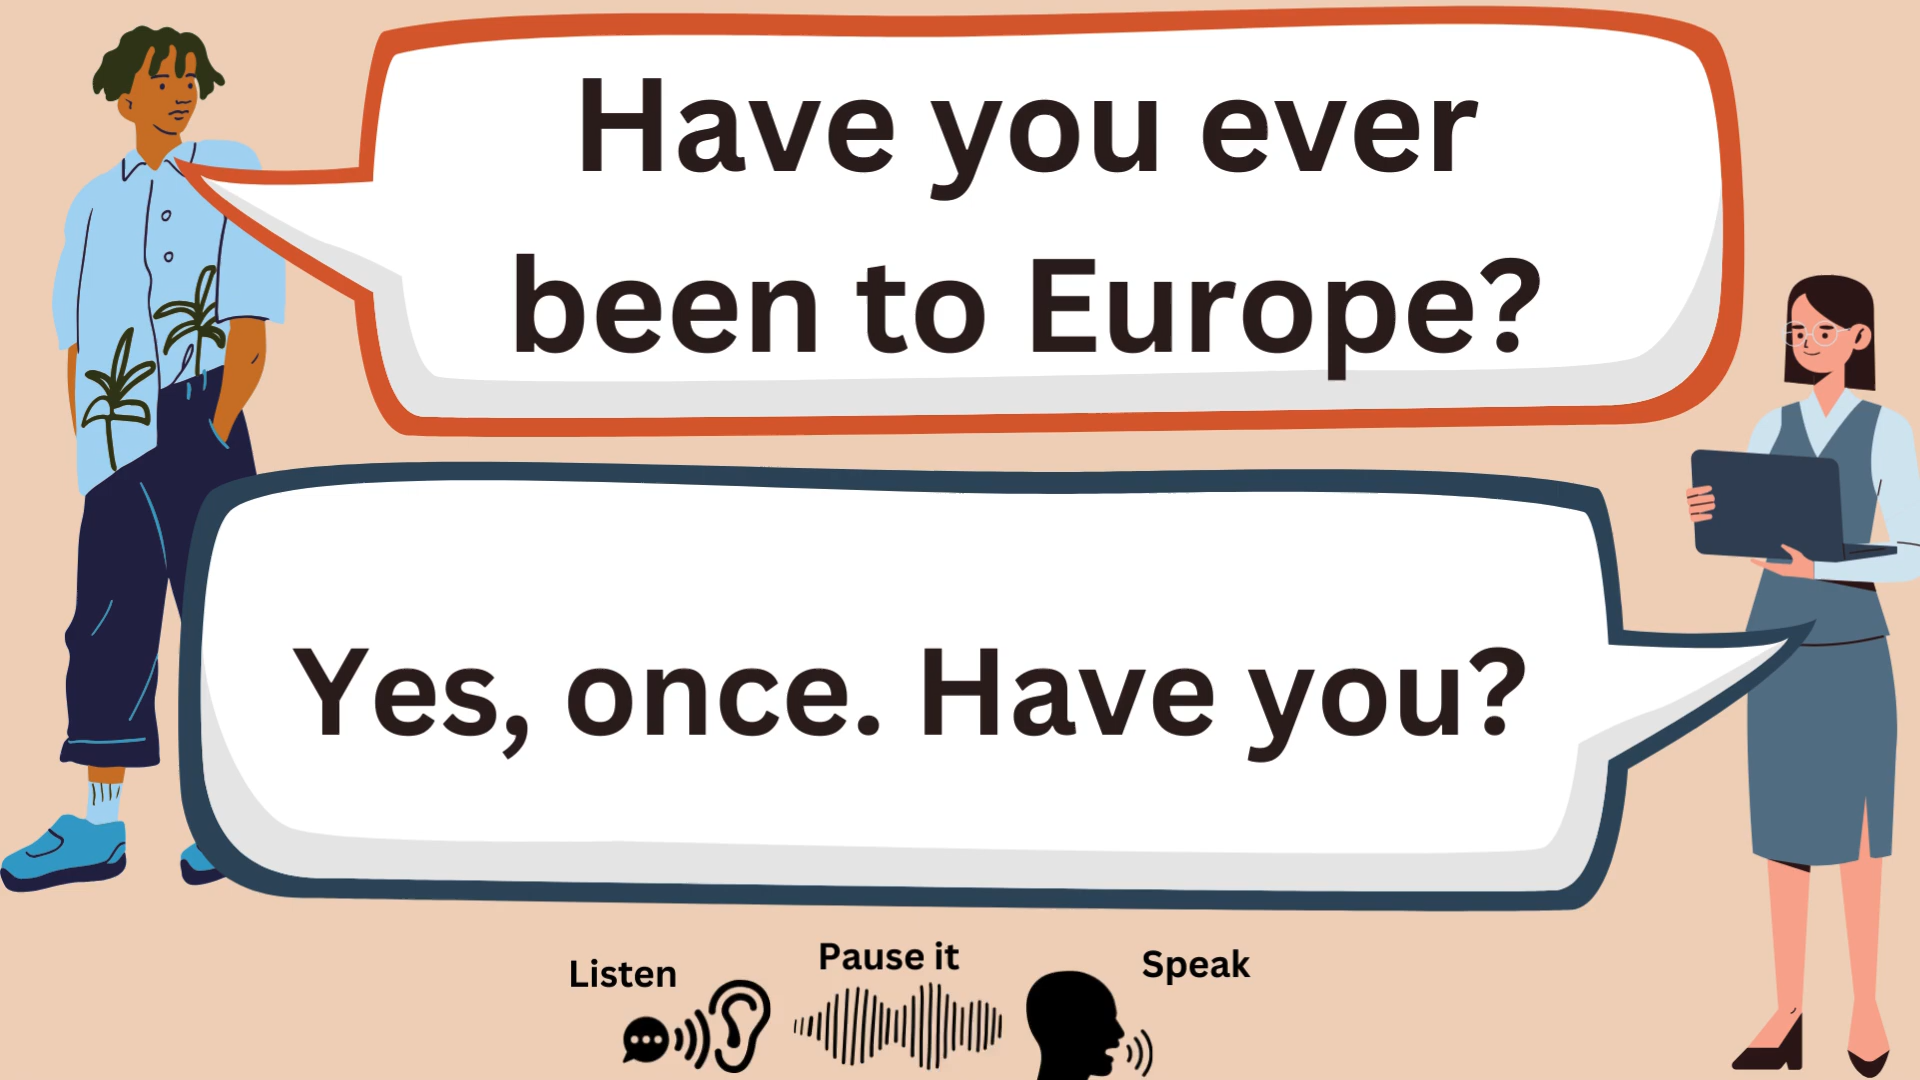 Have you ever
been to Europe?
Yes, once. Have you?
Listen
Pause it
Speak